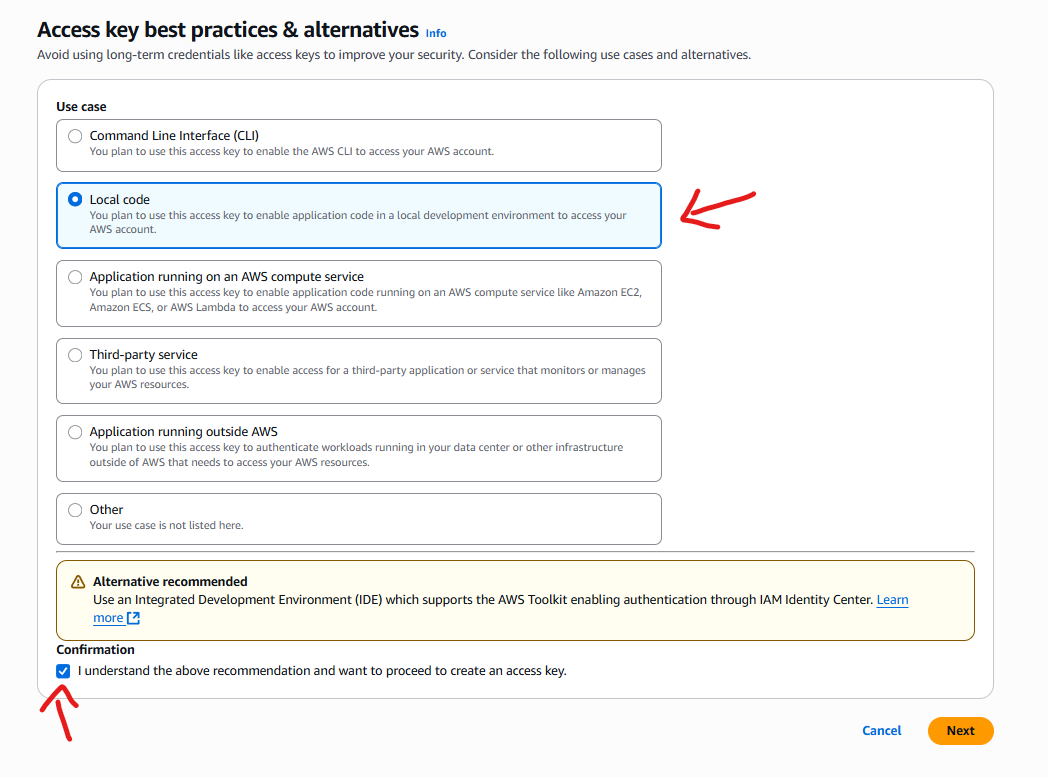 Access key best practices & alternatives Info
Avoid using long-term credentials like access keys to improve your security. Consider the following use cases and alternatives.
Use case
Command Line Interface (CLI)
You plan to use this access key to enable the AWS CLI to access your AWS account.
Local code
You plan to use this access key to enable application code in a local development environment to access your
AWS account.
Application running on an AWS compute service
You plan to use this access key to enable application code running on an AWS compute service like Amazon EC2,
Amazon ECS, or AWS Lambda to access your AWS account.
Third-party service
You plan to use this access key to enable access for a third-party application or service that monitors or manages
your AWS resources.
Application running outside AWS
You plan to use this access key to authenticate workloads running in your data center or other infrastructure
outside of AWS that needs to access your AWS resources.
Other
Your use case is not listed here.
Alternative recommended
Use an Integrated Development Environment (IDE) which supports the AWS Toolkit enabling authentication through IAM Identity Center. Learn
more
Confirmation
I understand the above recommendation and want to proceed to create an access key.
Cancel Next